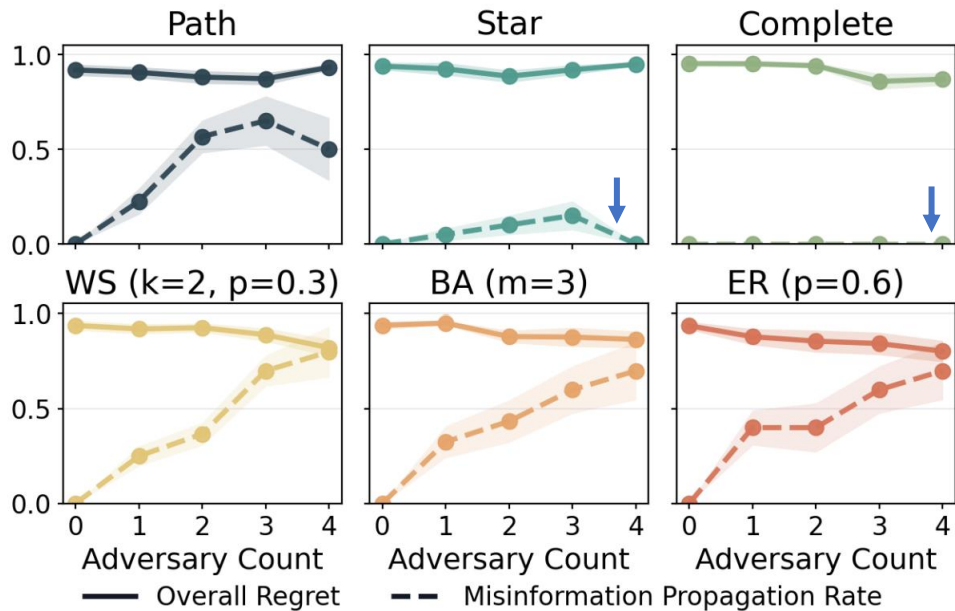 Path Star Complete
1.0
0.5
0.0
WS (k=2, p=0.3) BA (m=3) ER (p=0.6)
1.0
0.5
0.0
0 1 2 3 4 0 1 2 3 4 0 1 2 3 4
Adversary Count Adversary Count Adversary Count
Overall Regret Misinformation Propagation Rate